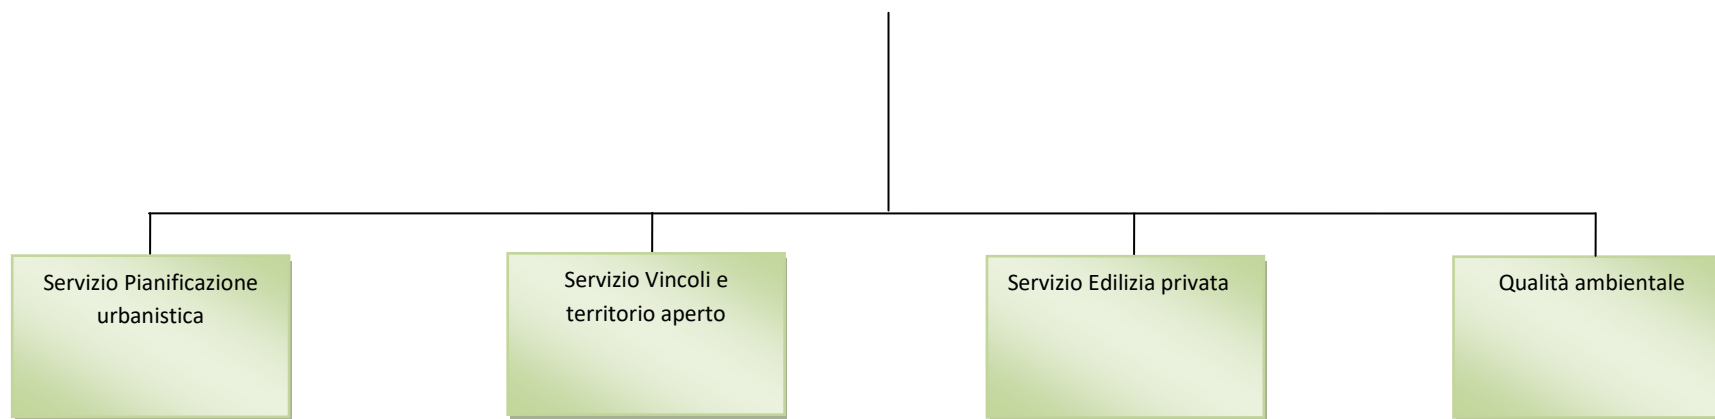 Servizio Pianificazione
urbanistica
Servizio Vincoli e
territorio aperto
Servizio Edilizia privata
Qualità ambientale